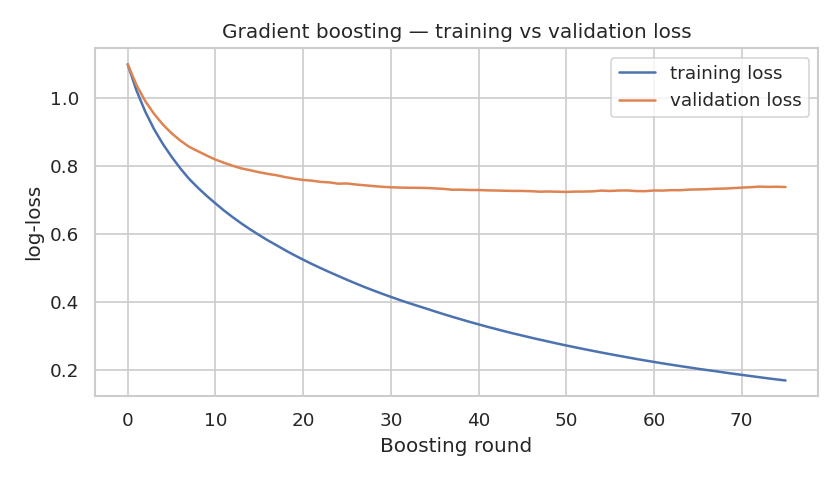 Gradient boosting — training vs validation loss
training loss
validation loss
log-loss
1.0
0.8
0.6
0.4
0.2
0 10 20 30 40 50 60 70
Boosting round